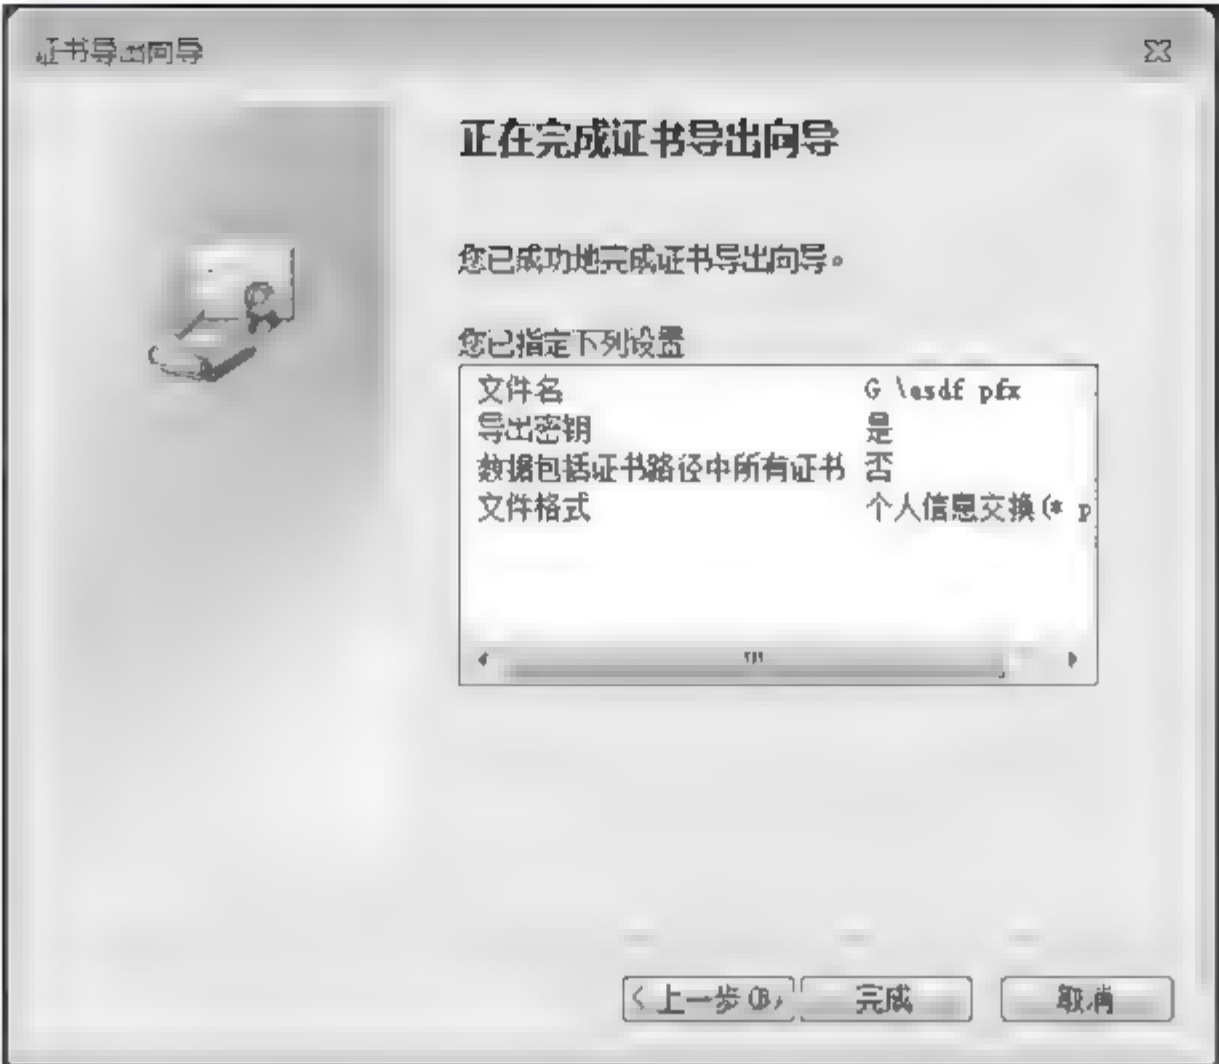 证书导出向导
正在完成证书导出向导
您已成功地完成证书导出向导。
您已指定下列设置
文件名 G \asdf pfx
导出密钥 是
数据包括证书路径中所有证书 否
文件格式 个人信息交换(* p
< 上一步(B) 完成 取消